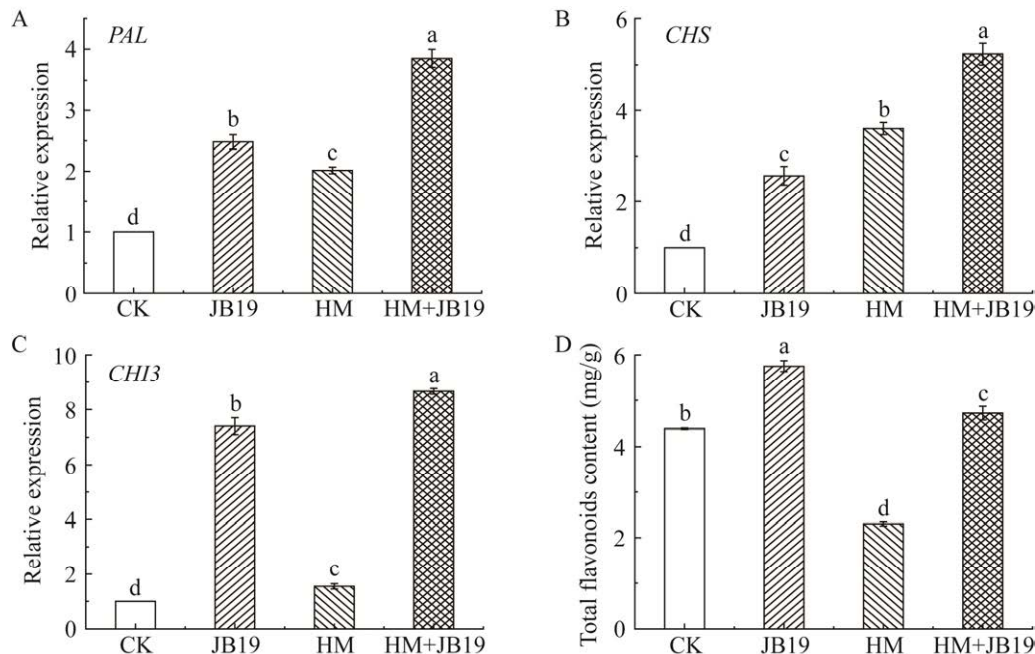 A
PAL
Relative expression
4
3
2
1
0
d
b
c
a
CK JB19 HM HM+JB19
B
CHS
Relative expression
6
4
2
0
d
c
b
a
CK JB19 HM HM+JB19
C
CHI3
Relative expression
10
8
6
4
2
0
d
b
c
a
CK JB19 HM HM+JB19
D
Total flavonoids content (mg/g)
6
4
2
0
b
a
d
c
CK JB19 HM HM+JB19